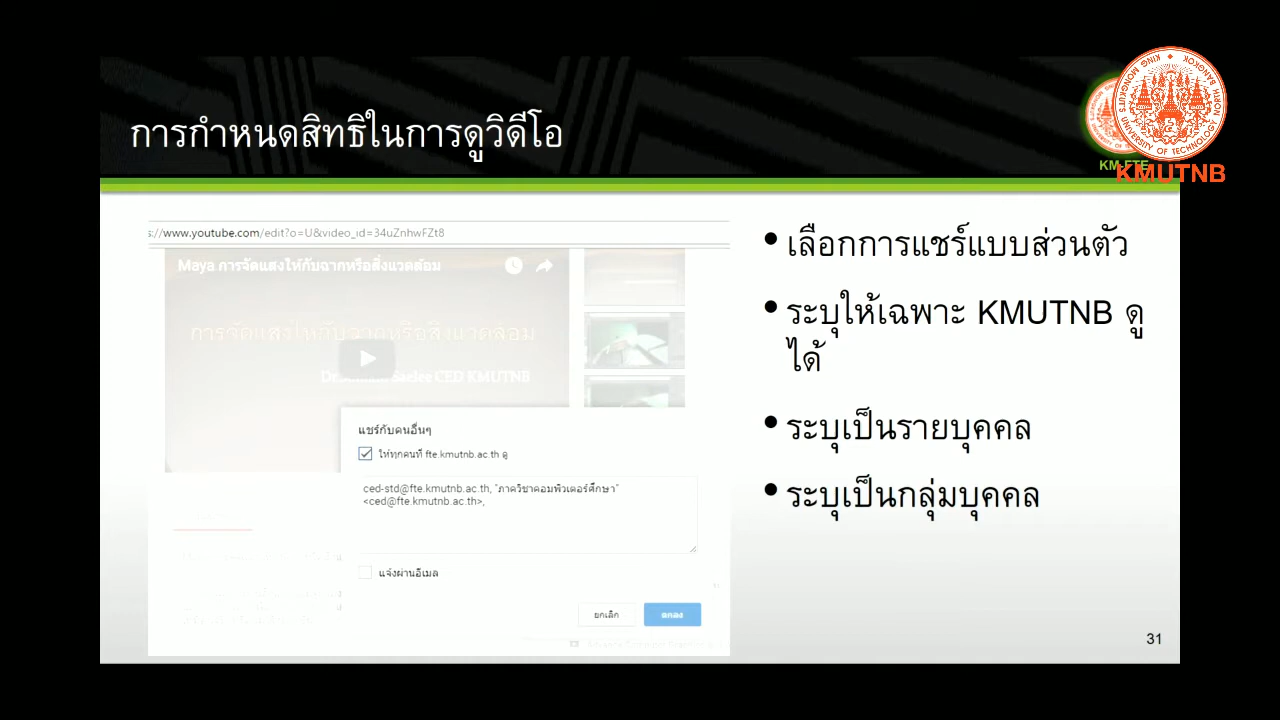 การกำหนดสิทธิในการดูวิดีโอ
KING MONGKUT'S UNIVERSITY OF TECHNOLOGY NORTH BANGKOK
KM-FTE
KMUTNB
s://www.youtube.com/edit?o=U&video_id=34uZnhwFZt8
Maya การจัดแสงให้กับฉากหรือสิ่งแวดล้อม
การจัดแสงให้กับฉากหรือสิ่งแวดล้อม
CED KMUTNB
แชร์กับคนอื่นๆ
ให้ทุกคนที่ fte.kmutnb.ac.th ดู
ced-std@fte.kmutnb.ac.th, "ภาควิชาคอมพิวเตอร์ศึกษา"
<ced@fte.kmutnb.ac.th>,
แจ้งผ่านอีเมล
ยกเลิก
ตกลง
• เลือกการแชร์แบบส่วนตัว
• ระบุให้เฉพาะ KMUTNB ดู
ได้
• ระบุเป็นรายบุคคล
• ระบุเป็นกลุ่มบุคคล
31